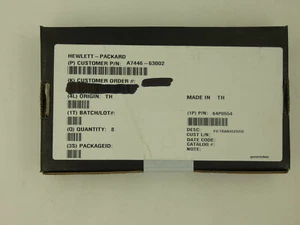 HEWLETT-PACKARD
(P) CUSTOMER P/N: A7446-63002
(K) CUSTOMER ORDER #:
(4L) ORIGIN: TH MADE IN TH
(1T) BATCH/LOT#: (1P) P/N:
(Q) QUANTITY: 8 DESC:
CUST L/N:
DATE CODE:
(3S) PACKAGEID: CATALOG #:
NOTE: